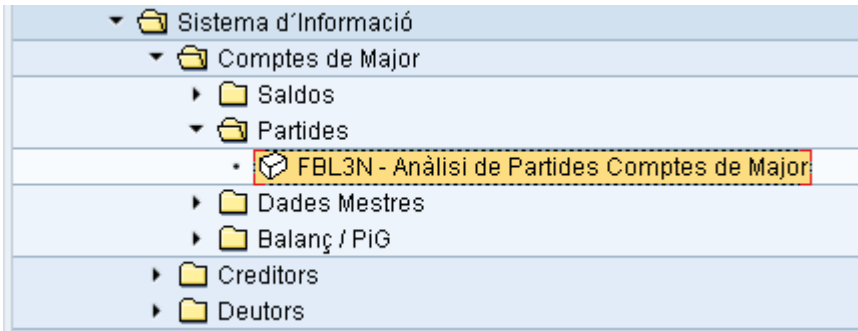 Sistema d´Informació
Comptes de Major
Saldos
Partides
FBL3N - Anàlisi de Partides Comptes de Major
Dades Mestres
Balanç / PiG
Creditors
Deutors